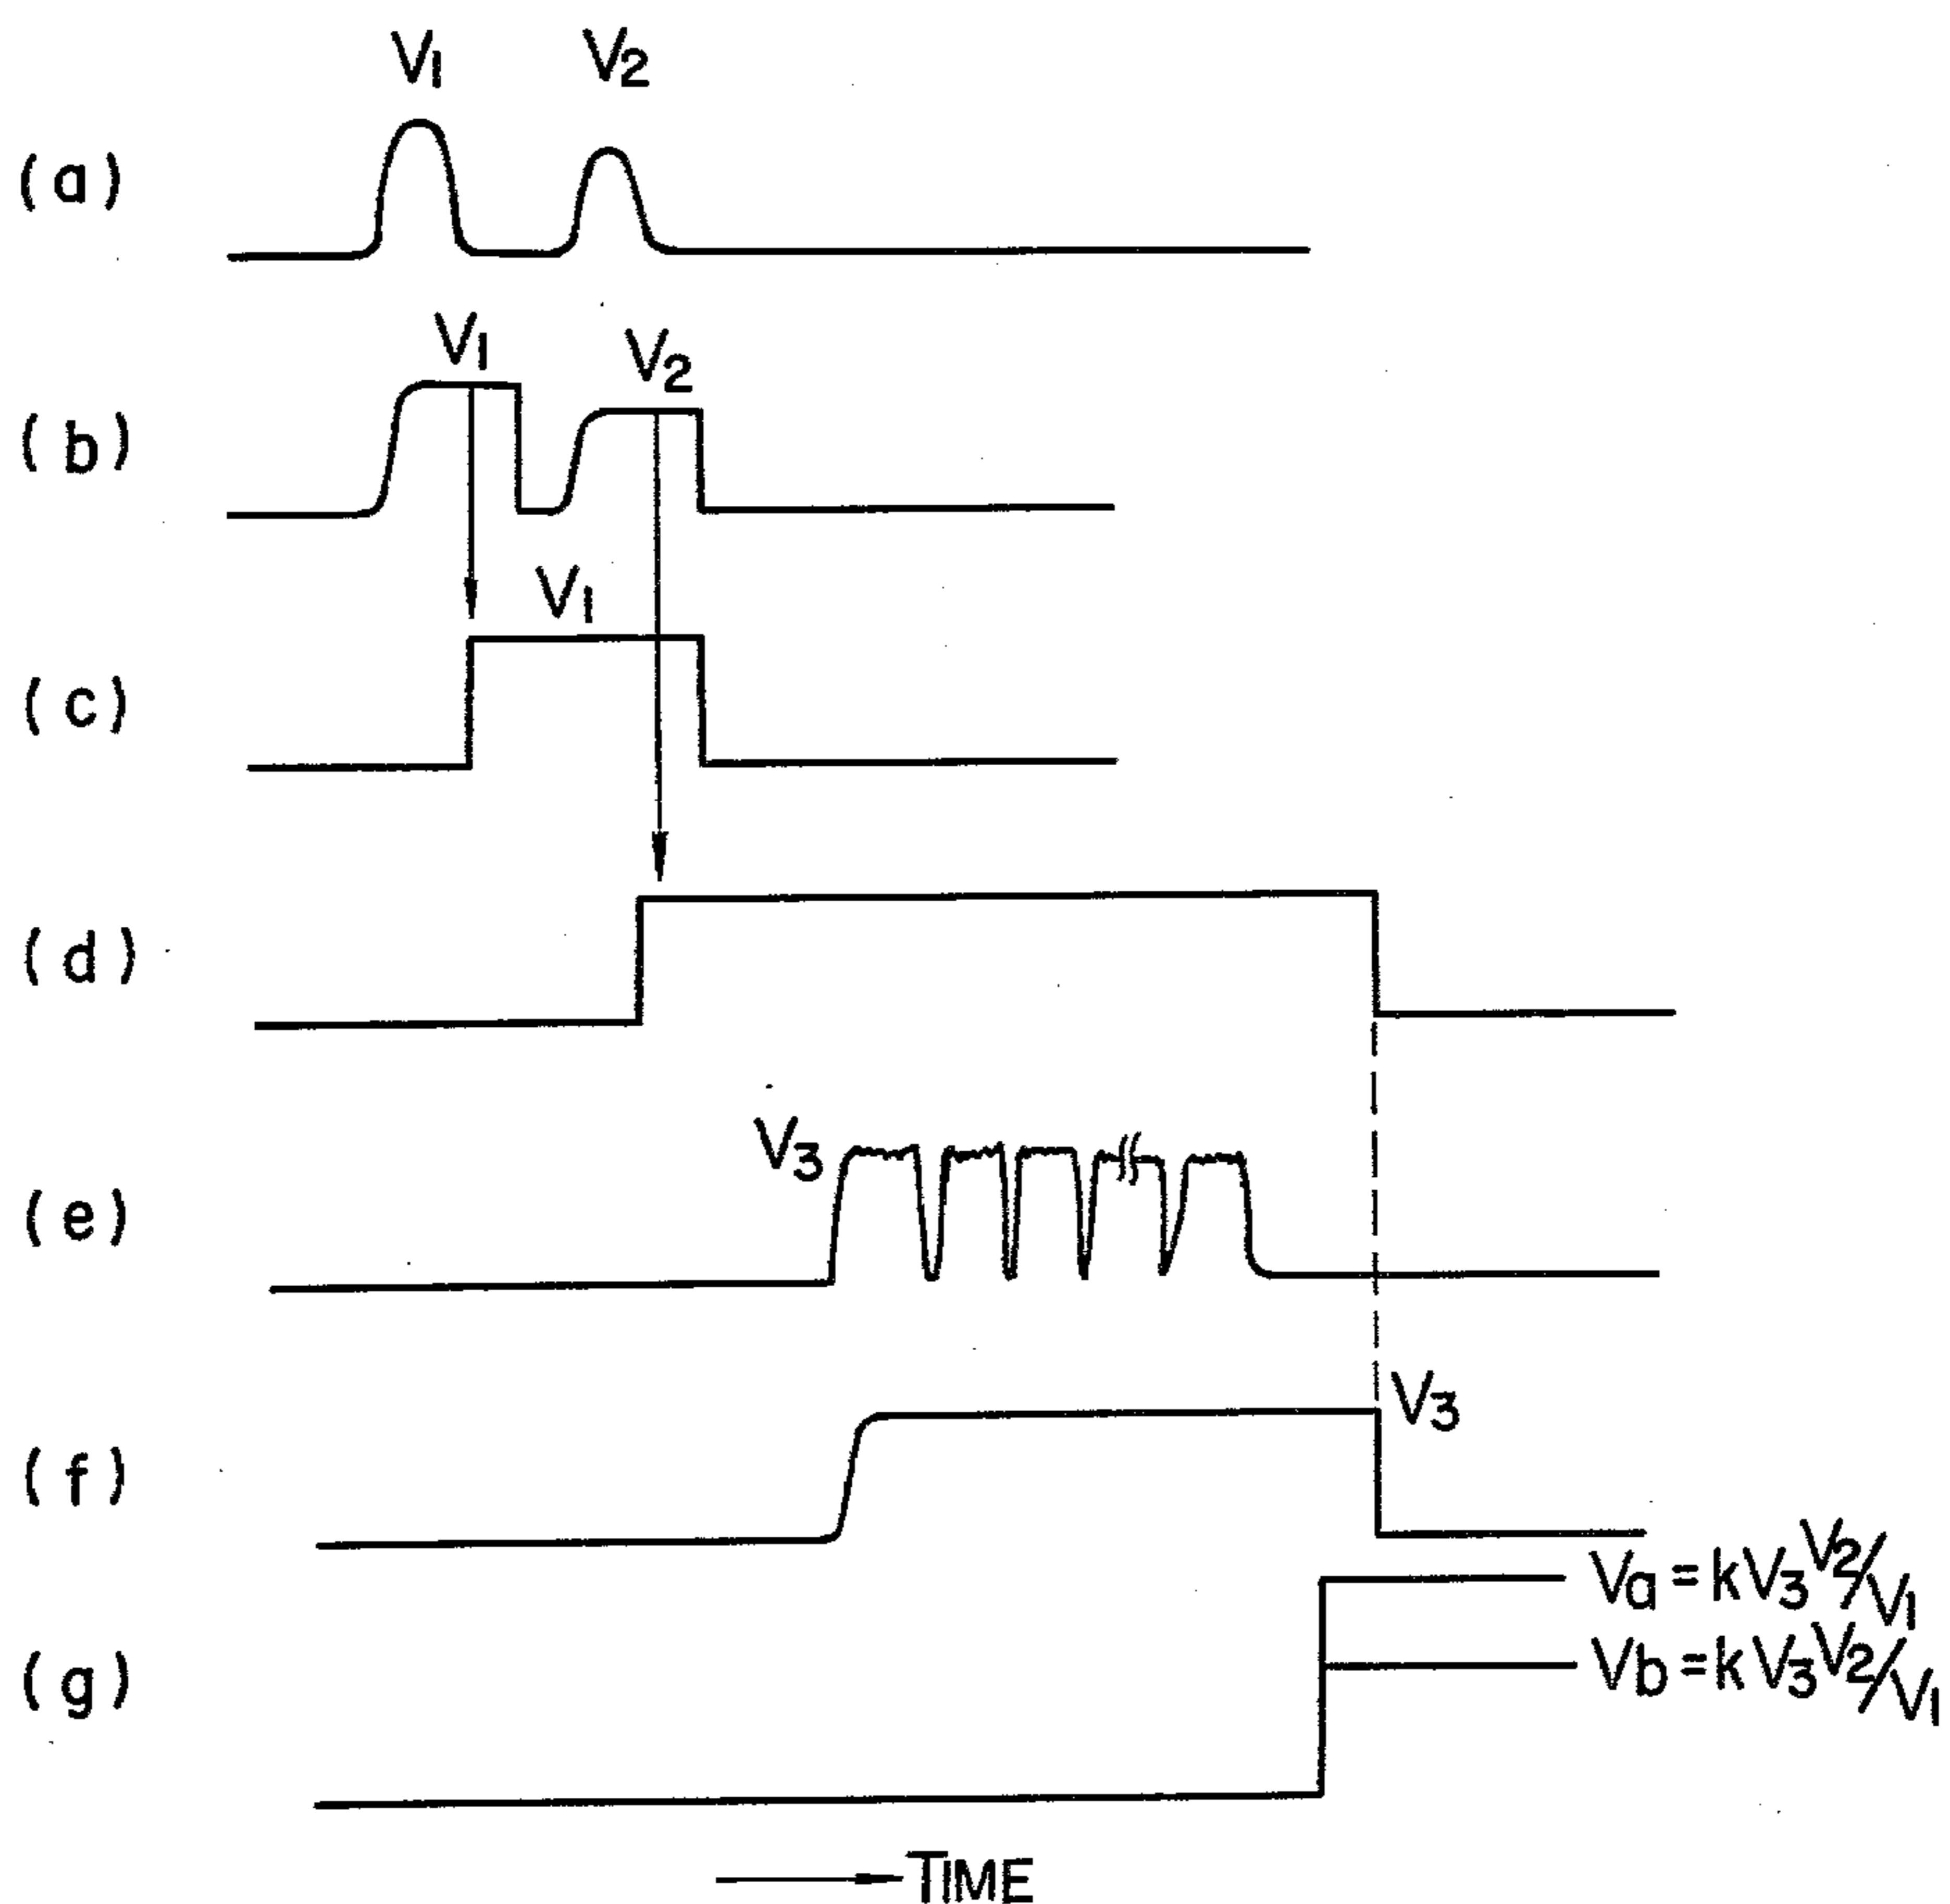 V1 V2
(a)
V1 V2
(b)
V1
(c)
(d)
V3
(e)
V3
(f)
Va=kV3V2/V1
Vb=kV3V2/V1
(g)
TIME